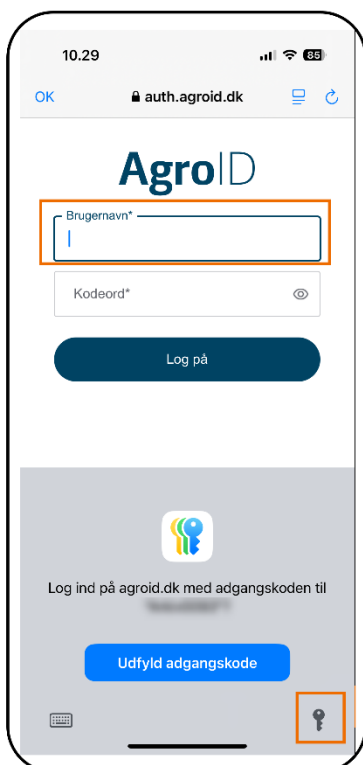 10.29
85
OK
auth.agroid.dk
AgroID
Brugernavn*
Kodeord*
Log på
Log ind på agroid.dk med adgangskoden til
Udfyld adgangskode